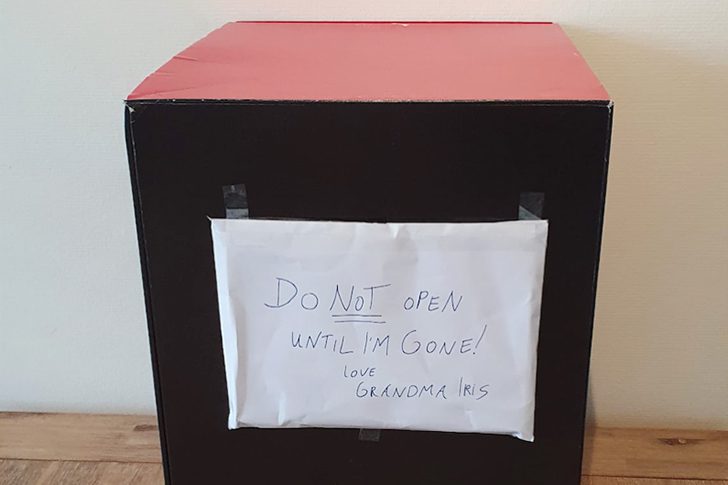 Do NOT OPEN
UNTIL I'M GONE!
LOVE
GRANDMA IRIS